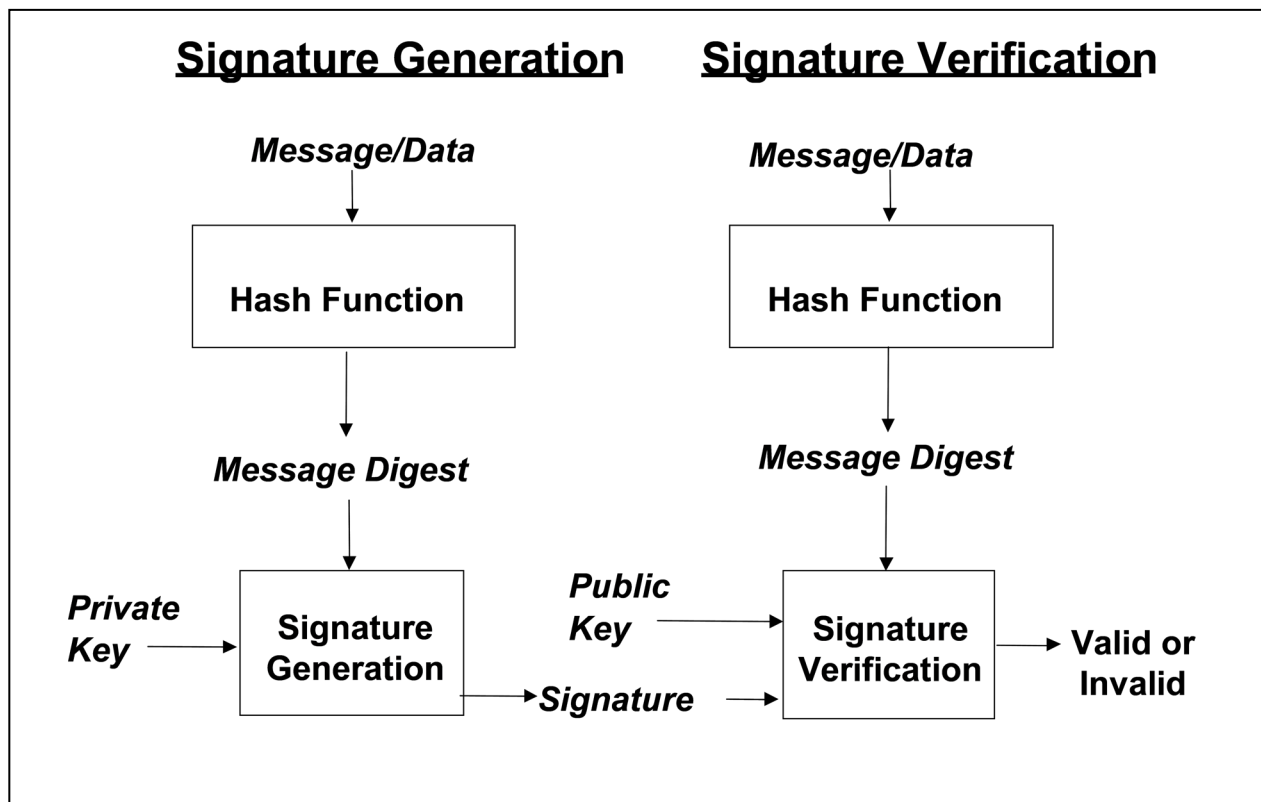 Signature Generation
Signature Verification
Message/Data
Message/Data
Hash Function
Hash Function
Message Digest
Message Digest
Private
Key
Signature
Generation
Public
Key
Signature
Signature
Verification
Valid or
Invalid